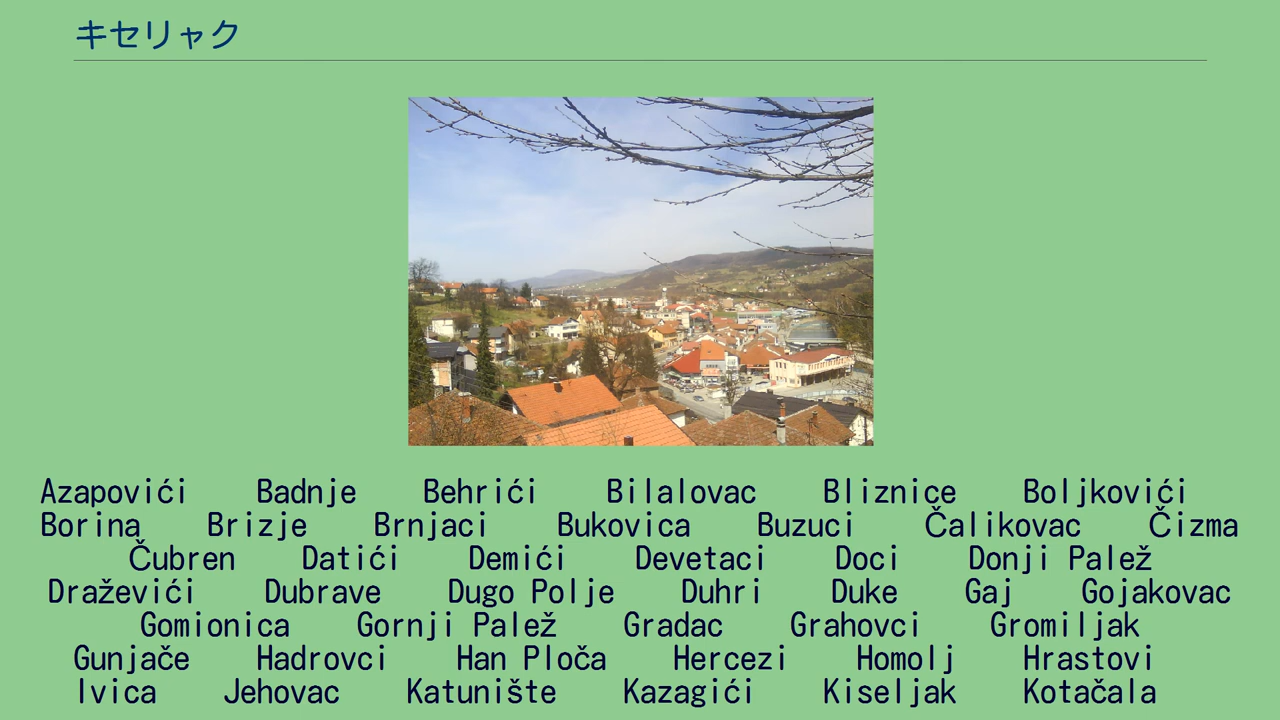 キセリャク
Azapovići Badnje Behrići Bilalovac Bliznice Boljkovići
Borina Brizje Brnjaci Bukovica Buzuci Čalikovac Čizma
Čubren Datići Demići Devetaci Doci Donji Palež
Draževići Dubrave Dugo Polje Duhri Duke Gaj Gojakovac
Gomionica Gornji Palež Gradac Grahovci Gromiljak
Gunjače Hadrovci Han Ploča Hercezi Homolj Hrastovi
Ivica Jehovac Katunište Kazagići Kiseljak Kotačala